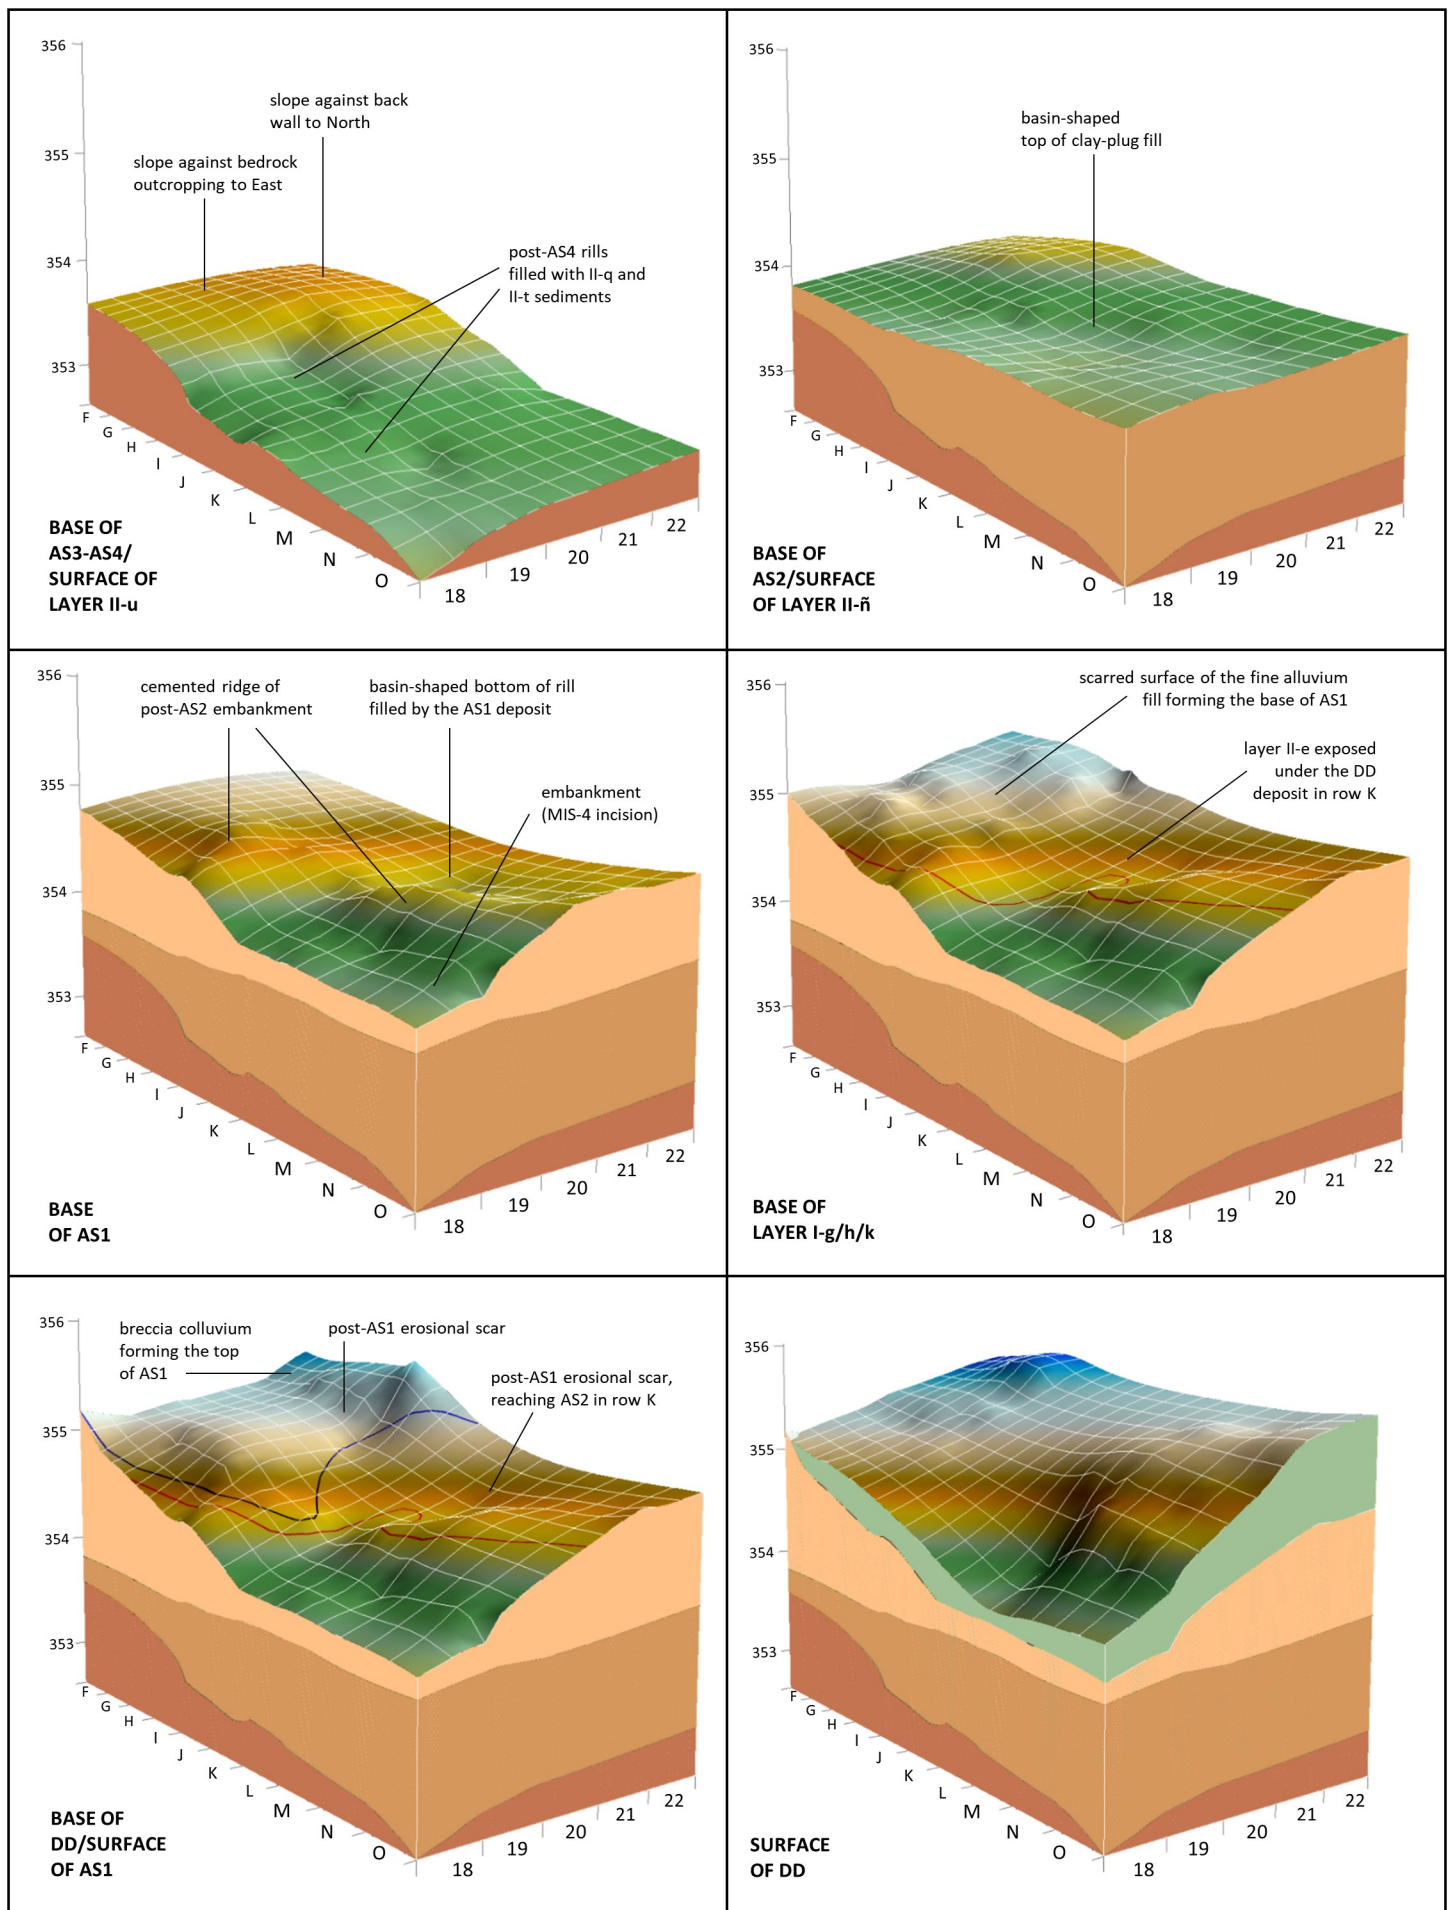 356
355
354
353
slope against back
wall to North
slope against bedrock
outcropping to East
post-AS4 rills
filled with II-q and
II-t sediments
F
G
H
I
J
K
L
M
N
O
18
19
20
21
22
BASE OF
AS3-AS4/
SURFACE OF
LAYER II-u
356
355
354
353
basin-shaped
top of clay-plug fill
F
G
H
I
J
K
L
M
N
O
18
19
20
21
22
BASE OF
AS2/SURFACE
OF LAYER II-ñ
356
355
354
353
cemented ridge of
post-AS2 embankment
basin-shaped bottom of rill
filled by the AS1 deposit
embankment
(MIS-4 incision)
F
G
H
I
J
K
L
M
N
O
18
19
20
21
22
BASE
OF AS1
356
355
354
353
scarred surface of the fine alluvium
fill forming the base of AS1
layer II-e exposed
under the DD
deposit in row K
F
G
H
I
J
K
L
M
N
O
18
19
20
21
22
BASE OF
LAYER I-g/h/k
356
355
354
353
breccia colluvium
forming the top
of AS1
post-AS1 erosional scar
post-AS1 erosional scar,
reaching AS2 in row K
F
G
H
I
J
K
L
M
N
O
18
19
20
21
22
BASE OF
DD/SURFACE
OF AS1
356
355
354
353
F
G
H
I
J
K
L
M
N
O
18
19
20
21
22
SURFACE
OF DD